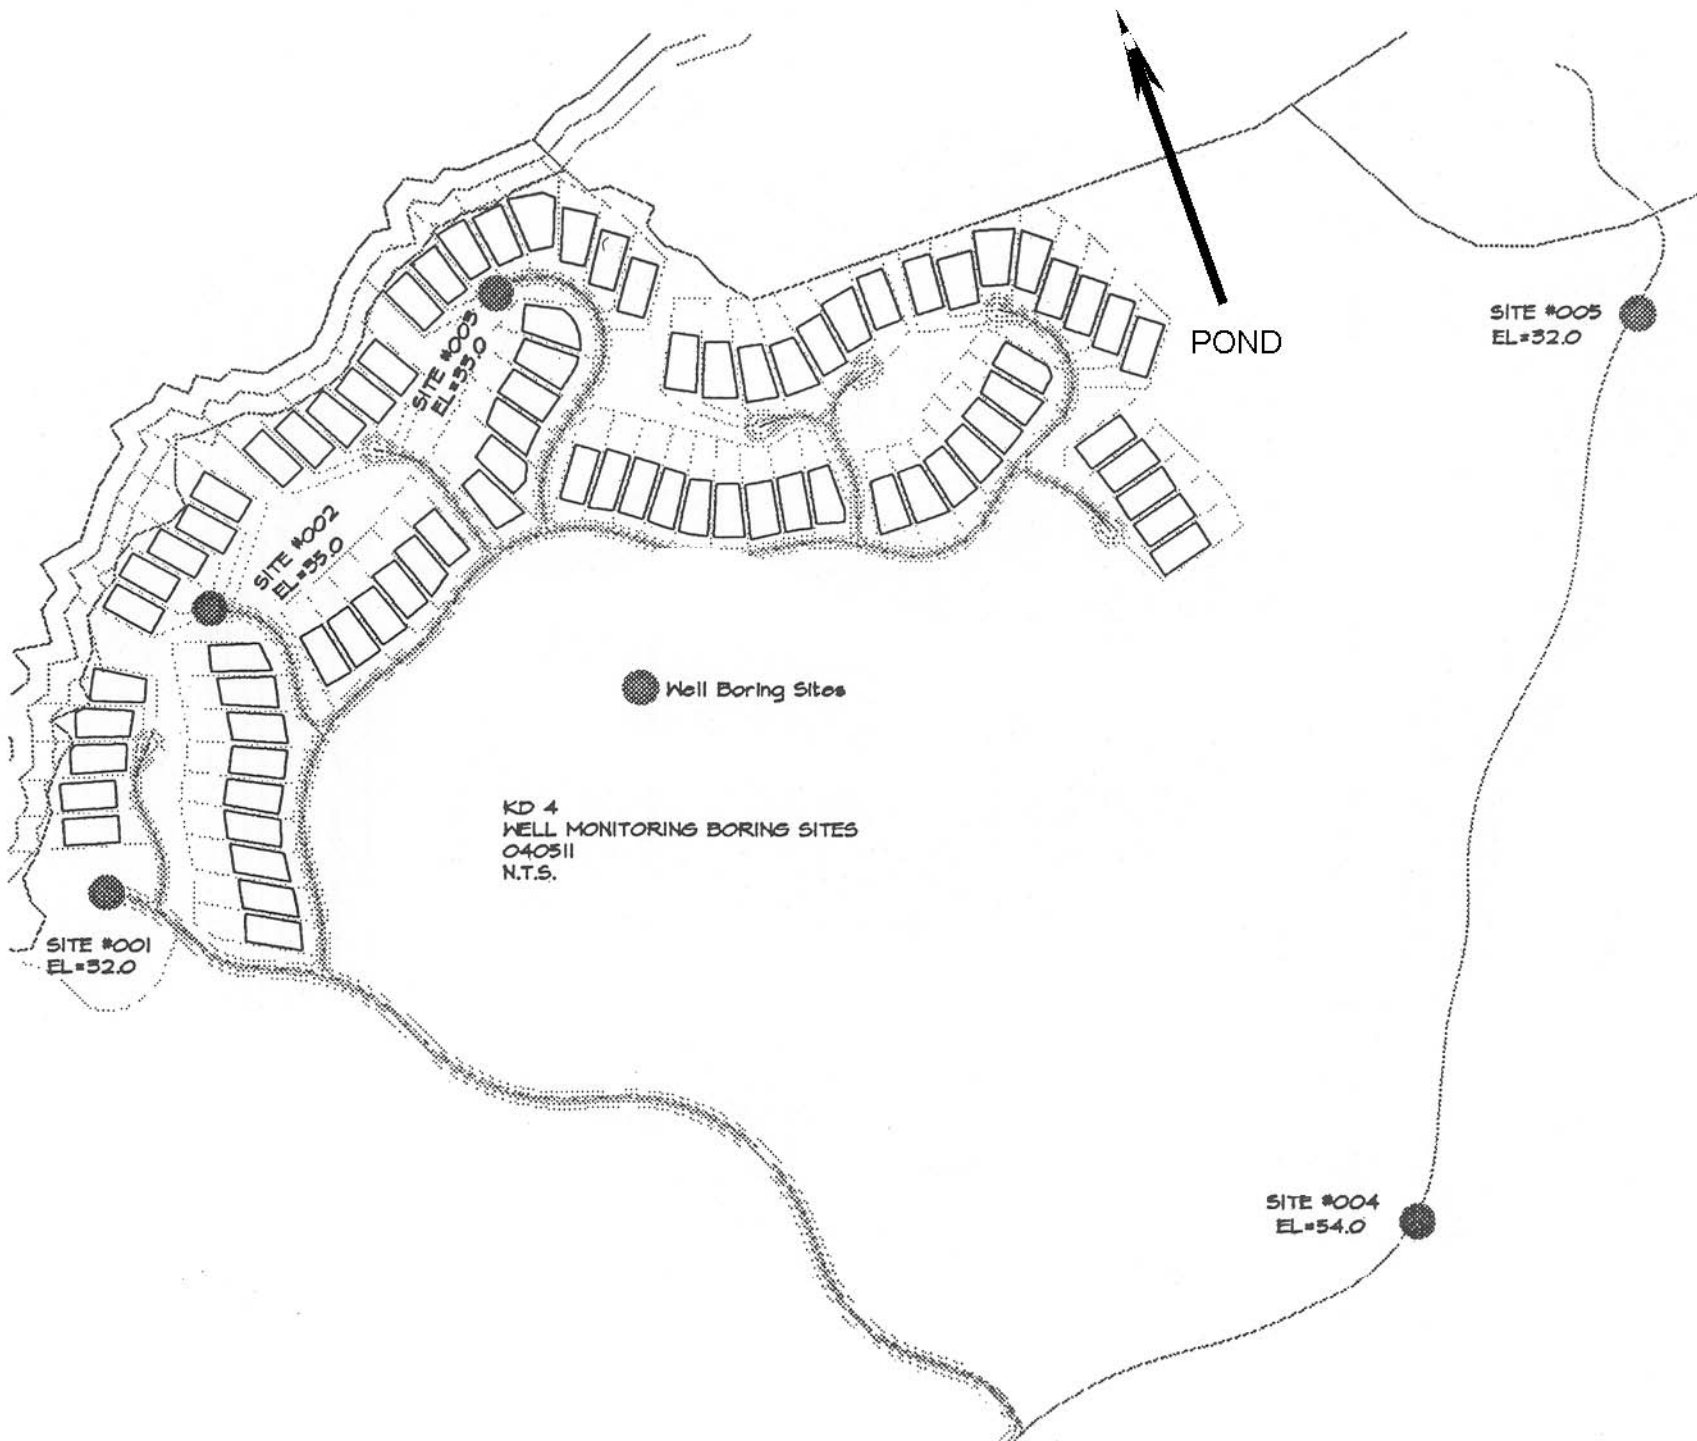 POND
SITE #005
EL=32.0
SITE #003
EL=33.0
SITE #002
EL=33.0
Well Boring Sites
KD 4
WELL MONITORING BORING SITES
040511
N.T.S.
SITE #001
EL=32.0
SITE #004
EL=54.0